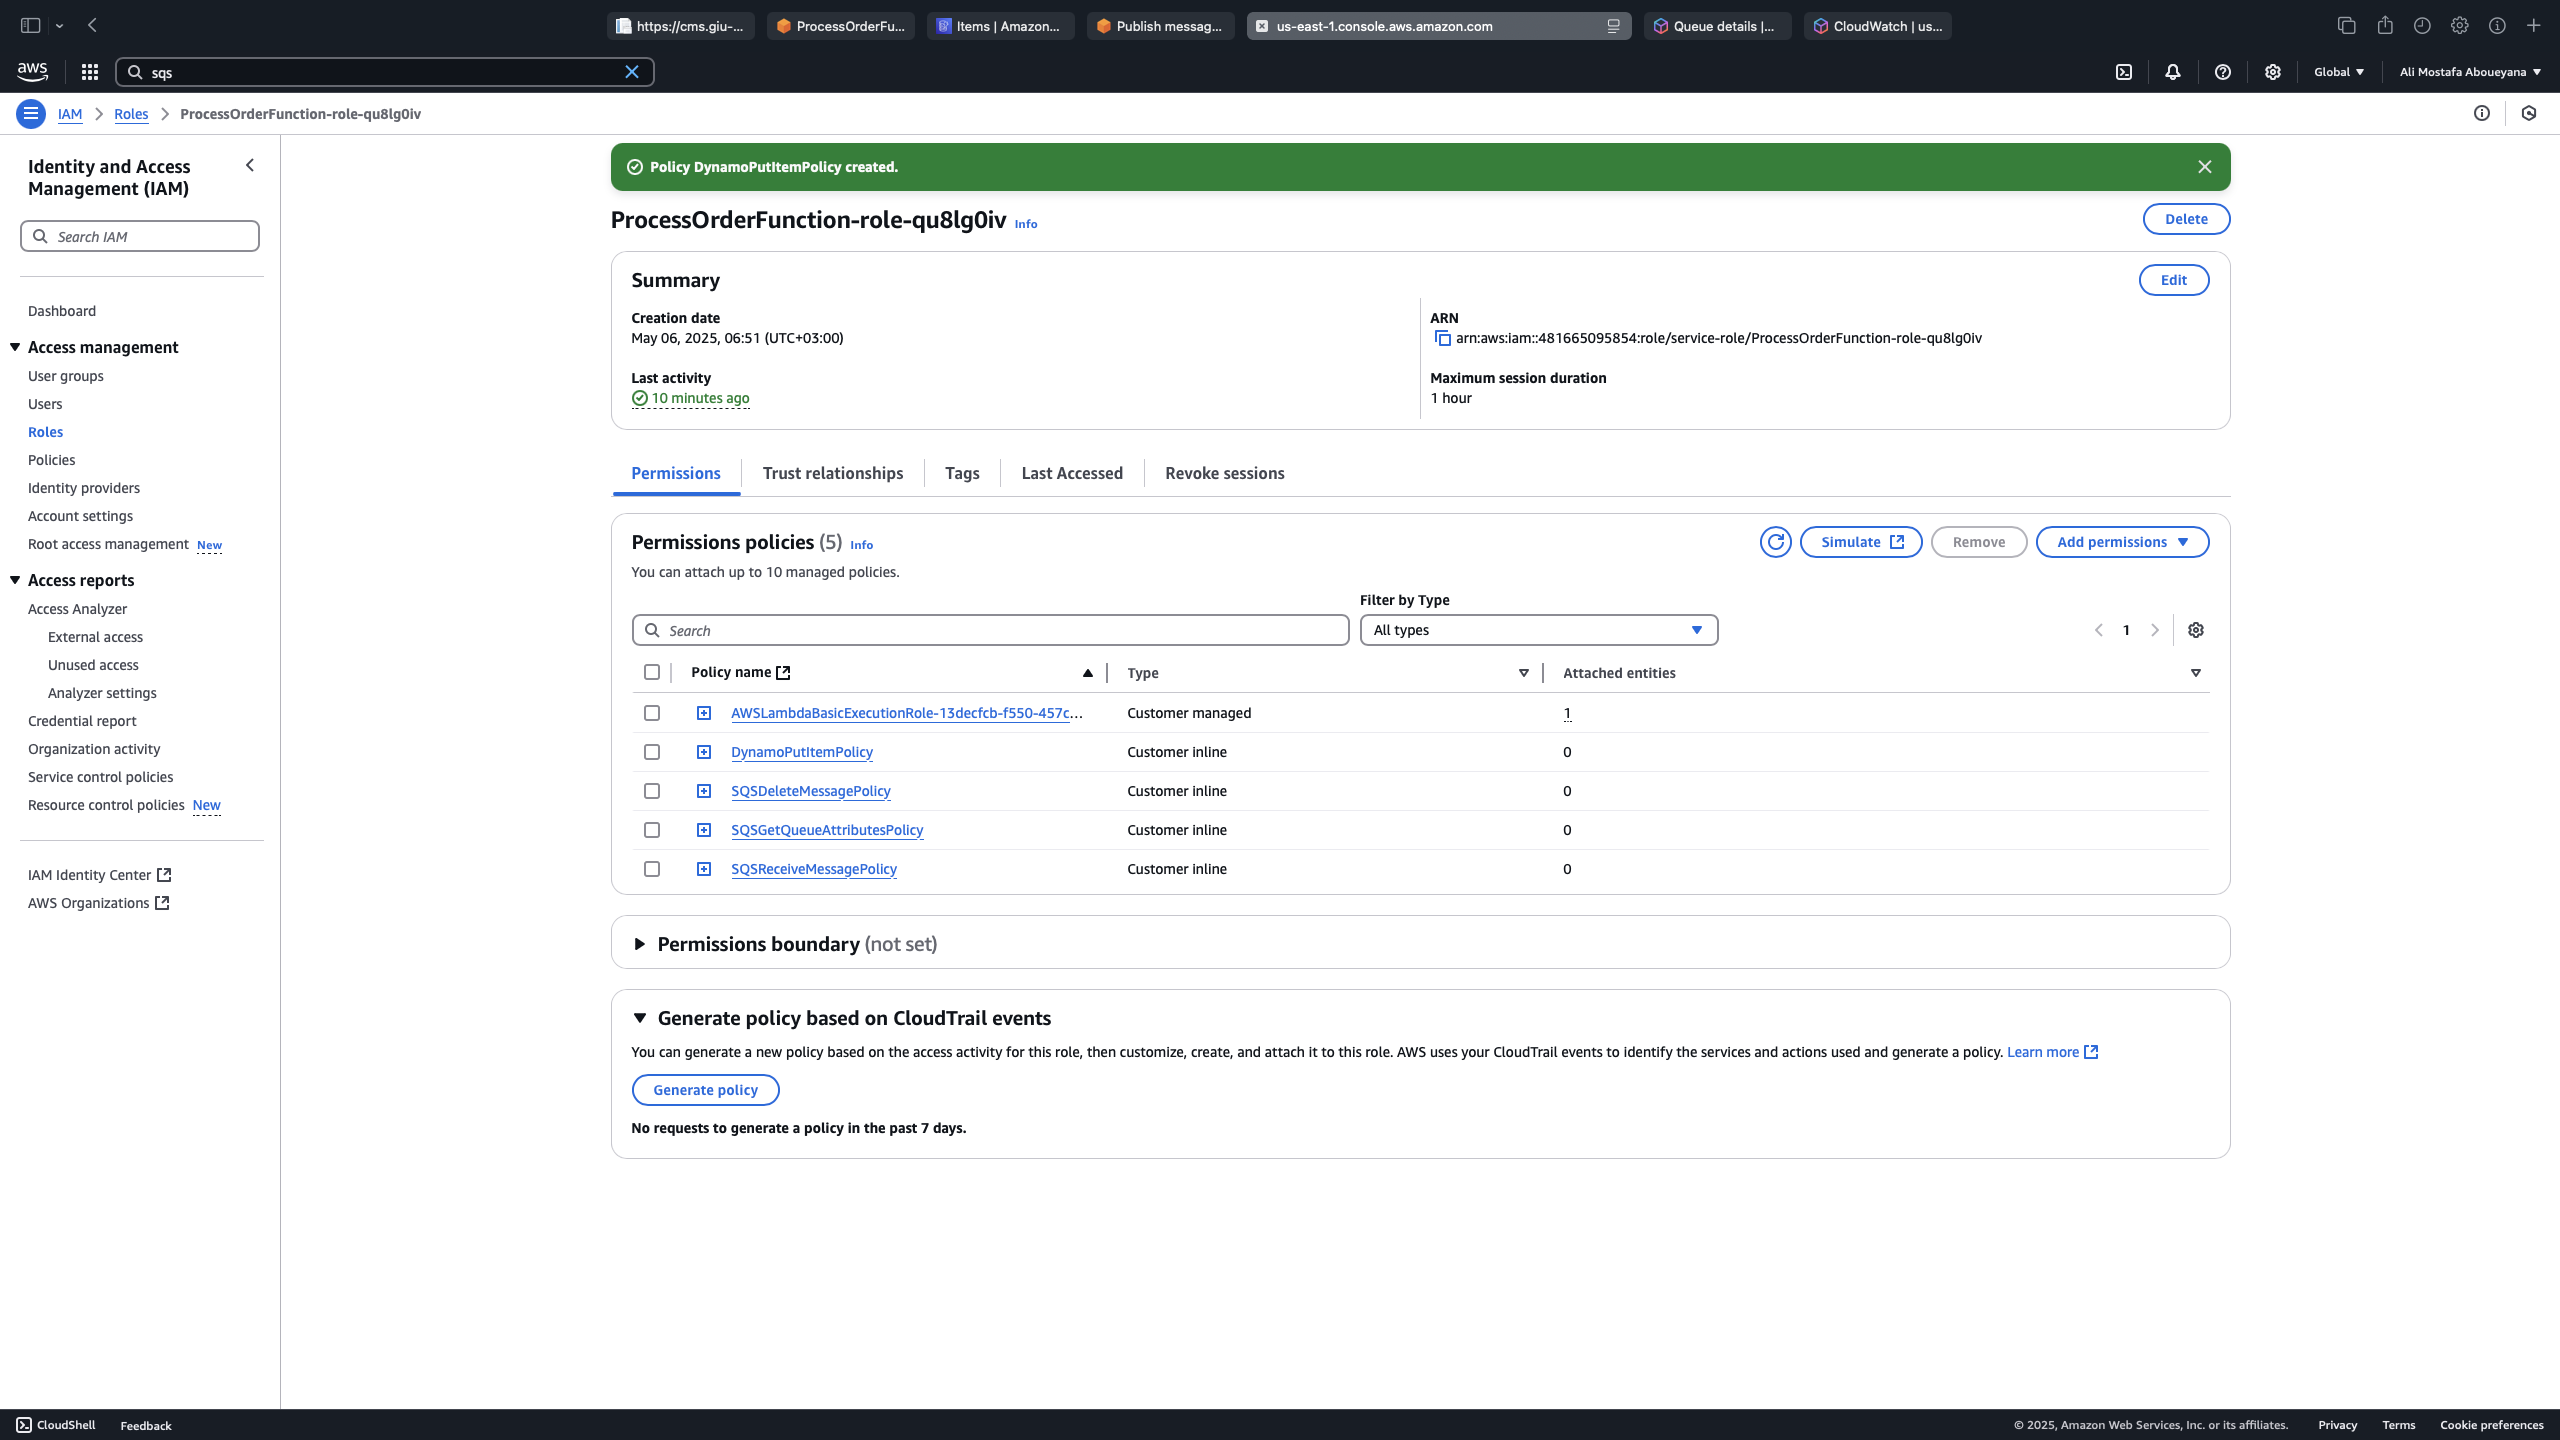 https://cms.giu-...
ProcessOrderFu...
Items | Amazon...
Publish messag...
us-east-1.console.aws.amazon.com
Queue details |...
CloudWatch | us...
aws
sqs
Global
Ali Mostafa Aboueyana
IAM
Roles
ProcessOrderFunction-role-qu8lg0iv
Identity and Access
Management (IAM)
Search IAM
Dashboard
Access management
User groups
Users
Roles
Policies
Identity providers
Account settings
Root access management New
Access reports
Access Analyzer
External access
Unused access
Analyzer settings
Credential report
Organization activity
Service control policies
Resource control policies New
IAM Identity Center
AWS Organizations
Policy DynamoPutItemPolicy created.
ProcessOrderFunction-role-qu8lg0iv Info
Delete
Summary
Edit
Creation date
May 06, 2025, 06:51 (UTC+03:00)
ARN
arn:aws:iam::481665095854:role/service-role/ProcessOrderFunction-role-qu8lg0iv
Last activity
10 minutes ago
Maximum session duration
1 hour
Permissions
Trust relationships
Tags
Last Accessed
Revoke sessions
Permissions policies (5) Info
Simulate
Remove
Add permissions
You can attach up to 10 managed policies.
Filter by Type
Search
All types
1
Policy name
Type
Attached entities
AWSLambdaBasicExecutionRole-13decfcb-f550-457c... Customer managed 1
DynamoPutItemPolicy Customer inline 0
SQSDeleteMessagePolicy Customer inline 0
SQSGetQueueAttributesPolicy Customer inline 0
SQSReceiveMessagePolicy Customer inline 0
Permissions boundary (not set)
Generate policy based on CloudTrail events
You can generate a new policy based on the access activity for this role, then customize, create, and attach it to this role. AWS uses your CloudTrail events to identify the services and actions used and generate a policy. Learn more
Generate policy
No requests to generate a policy in the past 7 days.
CloudShell
Feedback
© 2025, Amazon Web Services, Inc. or its affiliates.
Privacy
Terms
Cookie preferences